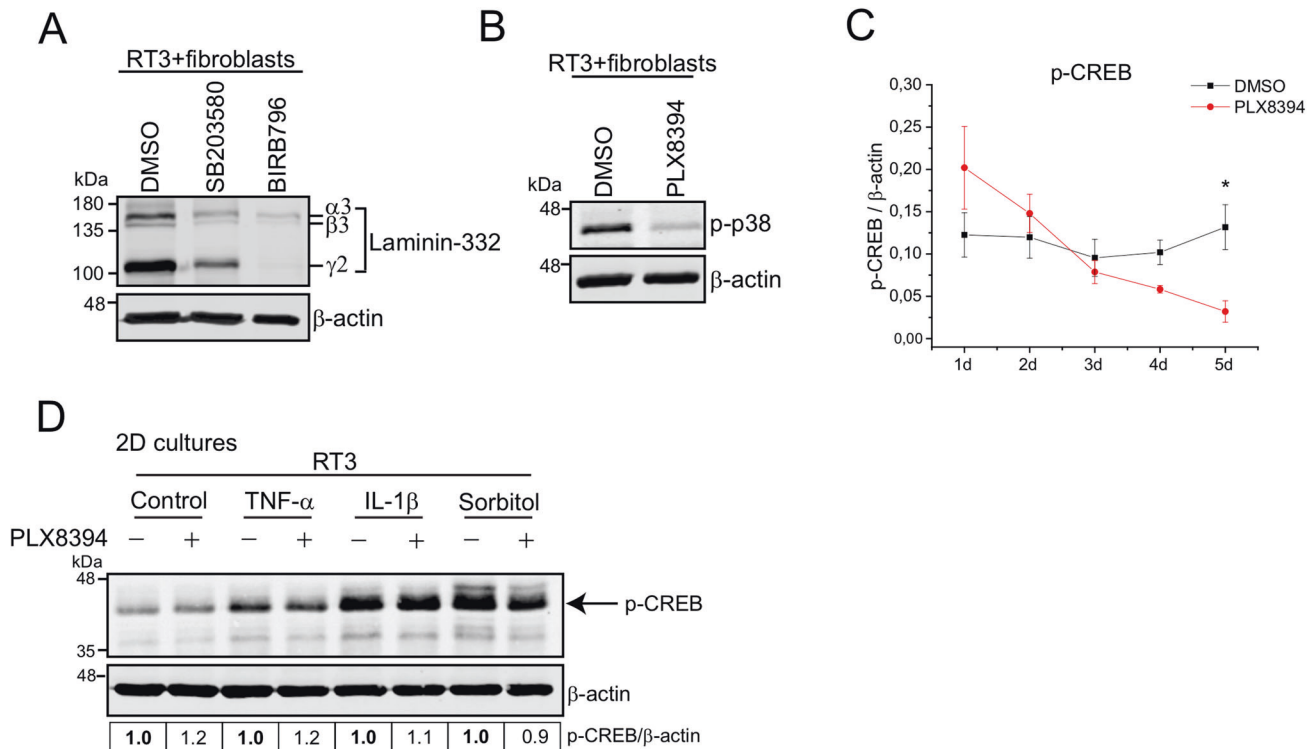 A
RT3+fibroblasts
DMSO
SB203580
BIRB796
kDa
180
135
100
48
α3
β3
γ2
Laminin-332
β-actin
B
RT3+fibroblasts
DMSO
PLX8394
kDa
48
p-p38
48
β-actin
C
p-CREB
DMSO
PLX8394
p-CREB / β-actin
0,30
0,25
0,20
0,15
0,10
0,05
0,00
*
1d 2d 3d 4d 5d
D
2D cultures
RT3
Control TNF-α IL-1β Sorbitol
PLX8394 − + − + − + − +
kDa
48
p-CREB
35
48
β-actin
1.0 1.2 1.0 1.2 1.0 1.1 1.0 0.9 p-CREB/β-actin